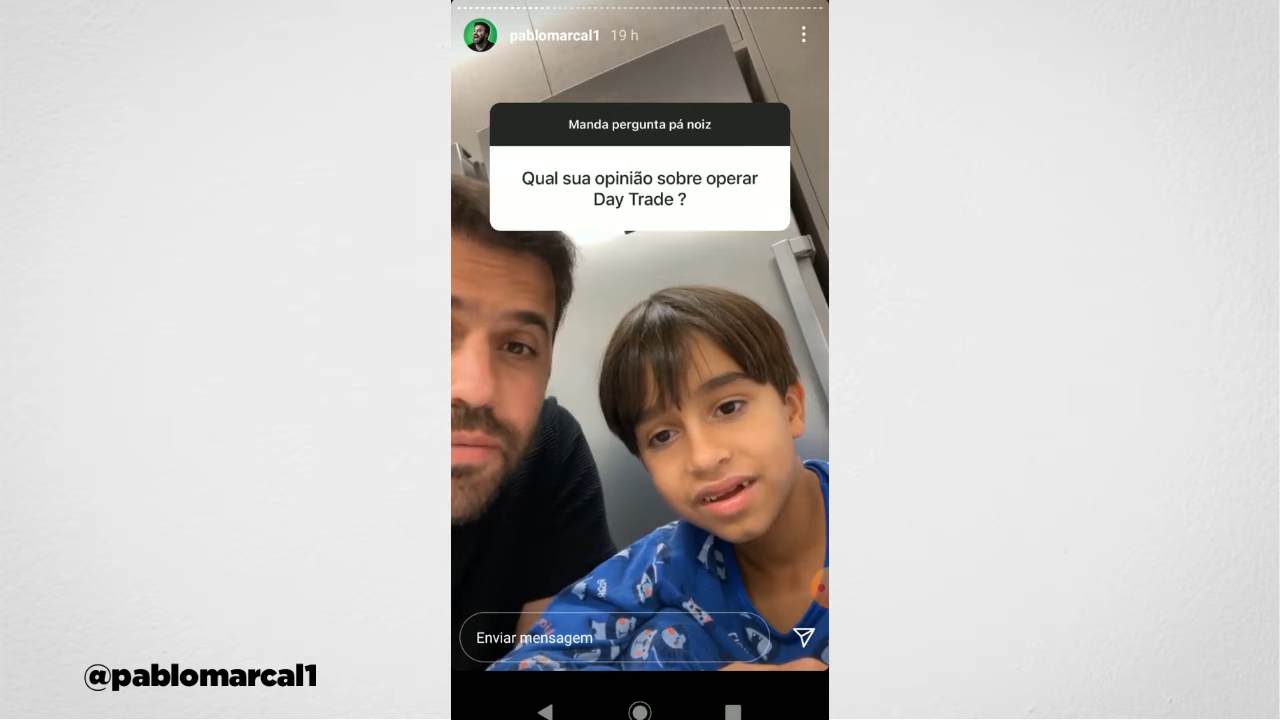 pablomarcal1 19 h
Manda pergunta pá noiz
Qual sua opinião sobre operar
Day Trade ?
Enviar mensagem
@pablomarcal1